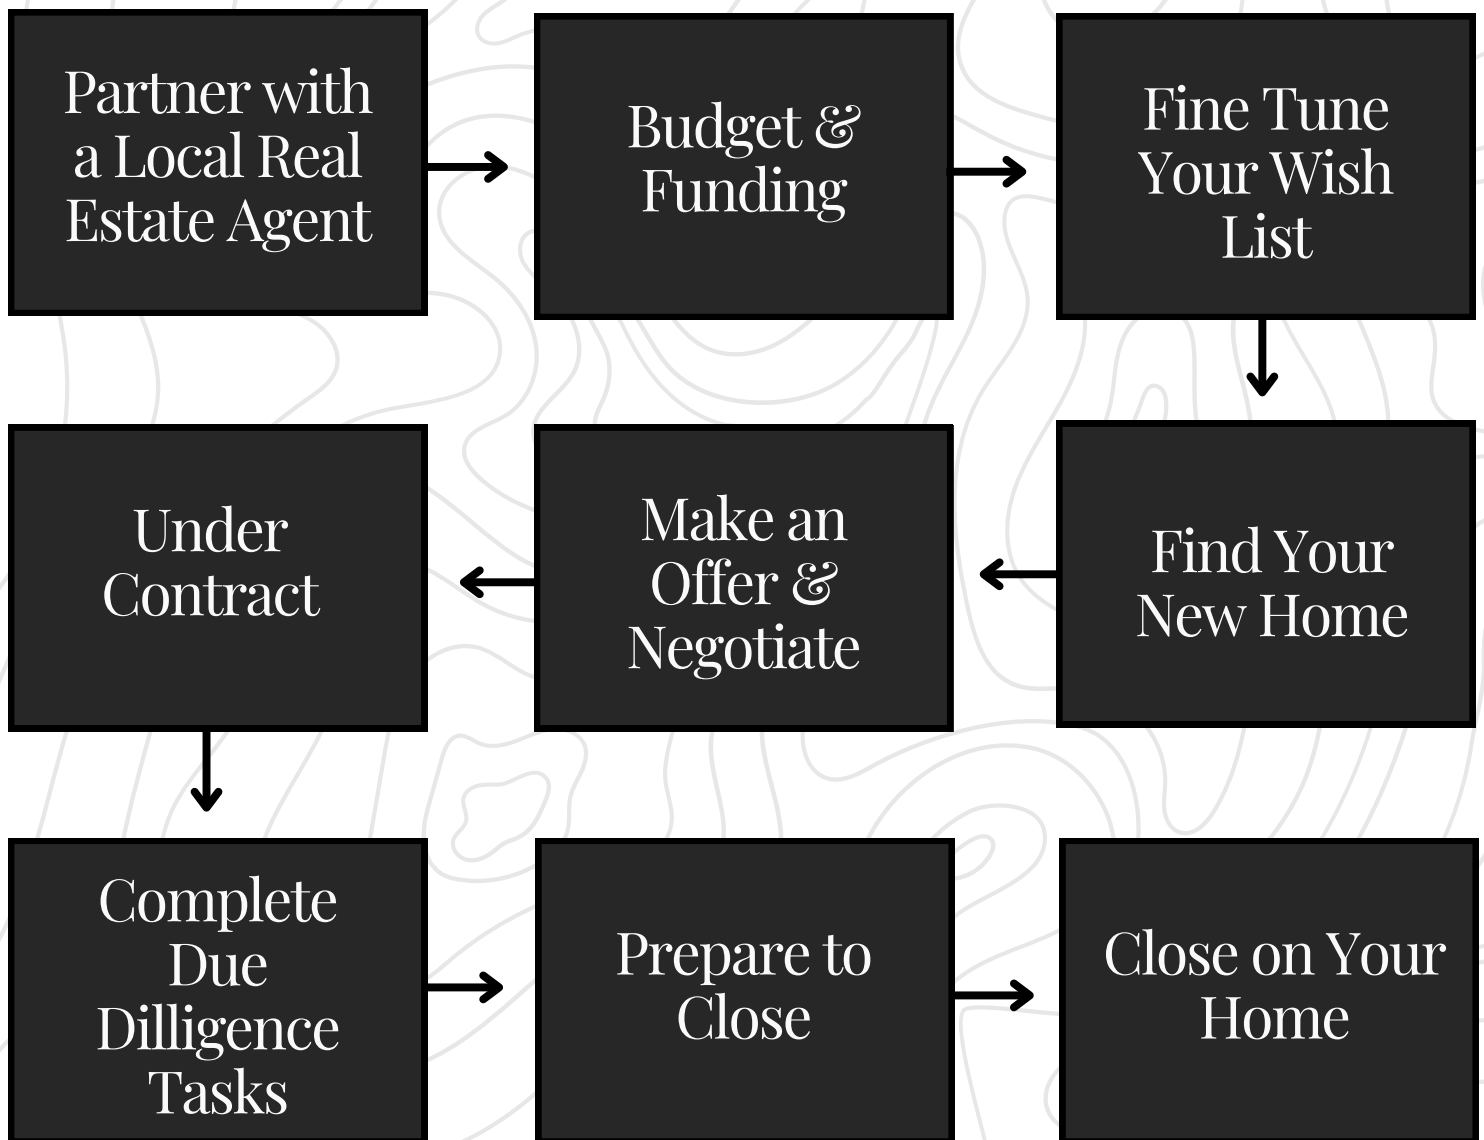 Partner with
a Local Real
Estate Agent
Budget &
Funding
Fine Tune
Your Wish
List
Find Your
New Home
Make an
Offer &
Negotiate
Under
Contract
Complete
Due
Dilligence
Tasks
Prepare to
Close
Close on Your
Home